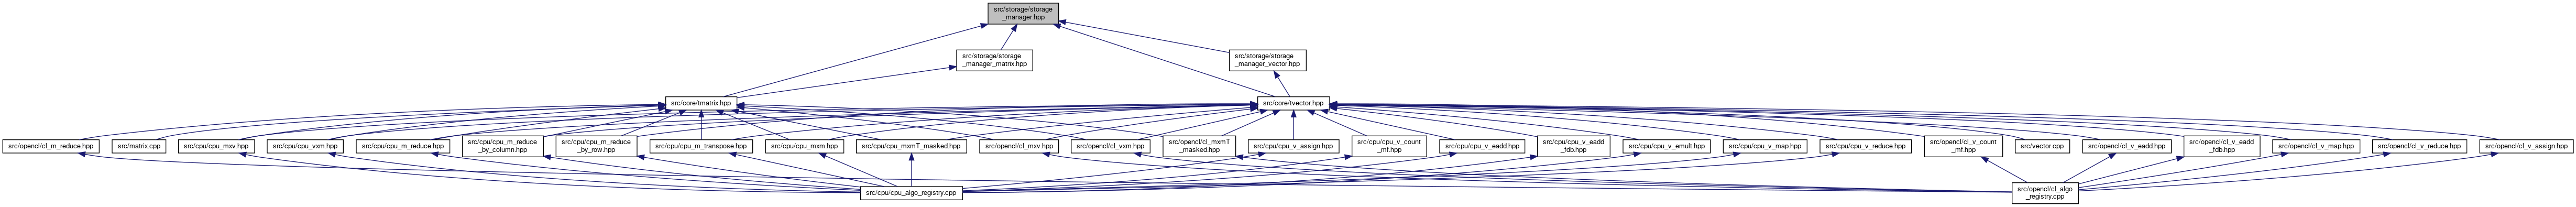 src/storage/storage
_manager.hpp
src/storage/storage
_manager_matrix.hpp
src/storage/storage
_manager_vector.hpp
src/core/tmatrix.hpp
src/core/tvector.hpp
src/opencl/cl_m_reduce.hpp
src/matrix.cpp
src/cpu/cpu_mxv.hpp
src/cpu/cpu_vxm.hpp
src/cpu/cpu_m_reduce.hpp
src/cpu/cpu_m_reduce
_by_column.hpp
src/cpu/cpu_m_reduce
_by_row.hpp
src/cpu/cpu_m_transpose.hpp
src/cpu/cpu_mxm.hpp
src/cpu/cpu_mxmT_masked.hpp
src/opencl/cl_mxv.hpp
src/opencl/cl_vxm.hpp
src/opencl/cl_mxmT
_masked.hpp
src/cpu/cpu_v_assign.hpp
src/cpu/cpu_v_count
_mf.hpp
src/cpu/cpu_v_eadd.hpp
src/cpu/cpu_v_eadd
_fdb.hpp
src/cpu/cpu_v_emult.hpp
src/cpu/cpu_v_map.hpp
src/cpu/cpu_v_reduce.hpp
src/opencl/cl_v_count
_mf.hpp
src/vector.cpp
src/opencl/cl_v_eadd.hpp
src/opencl/cl_v_eadd
_fdb.hpp
src/opencl/cl_v_map.hpp
src/opencl/cl_v_reduce.hpp
src/opencl/cl_v_assign.hpp
src/cpu/cpu_algo_registry.cpp
src/opencl/cl_algo
_registry.cpp